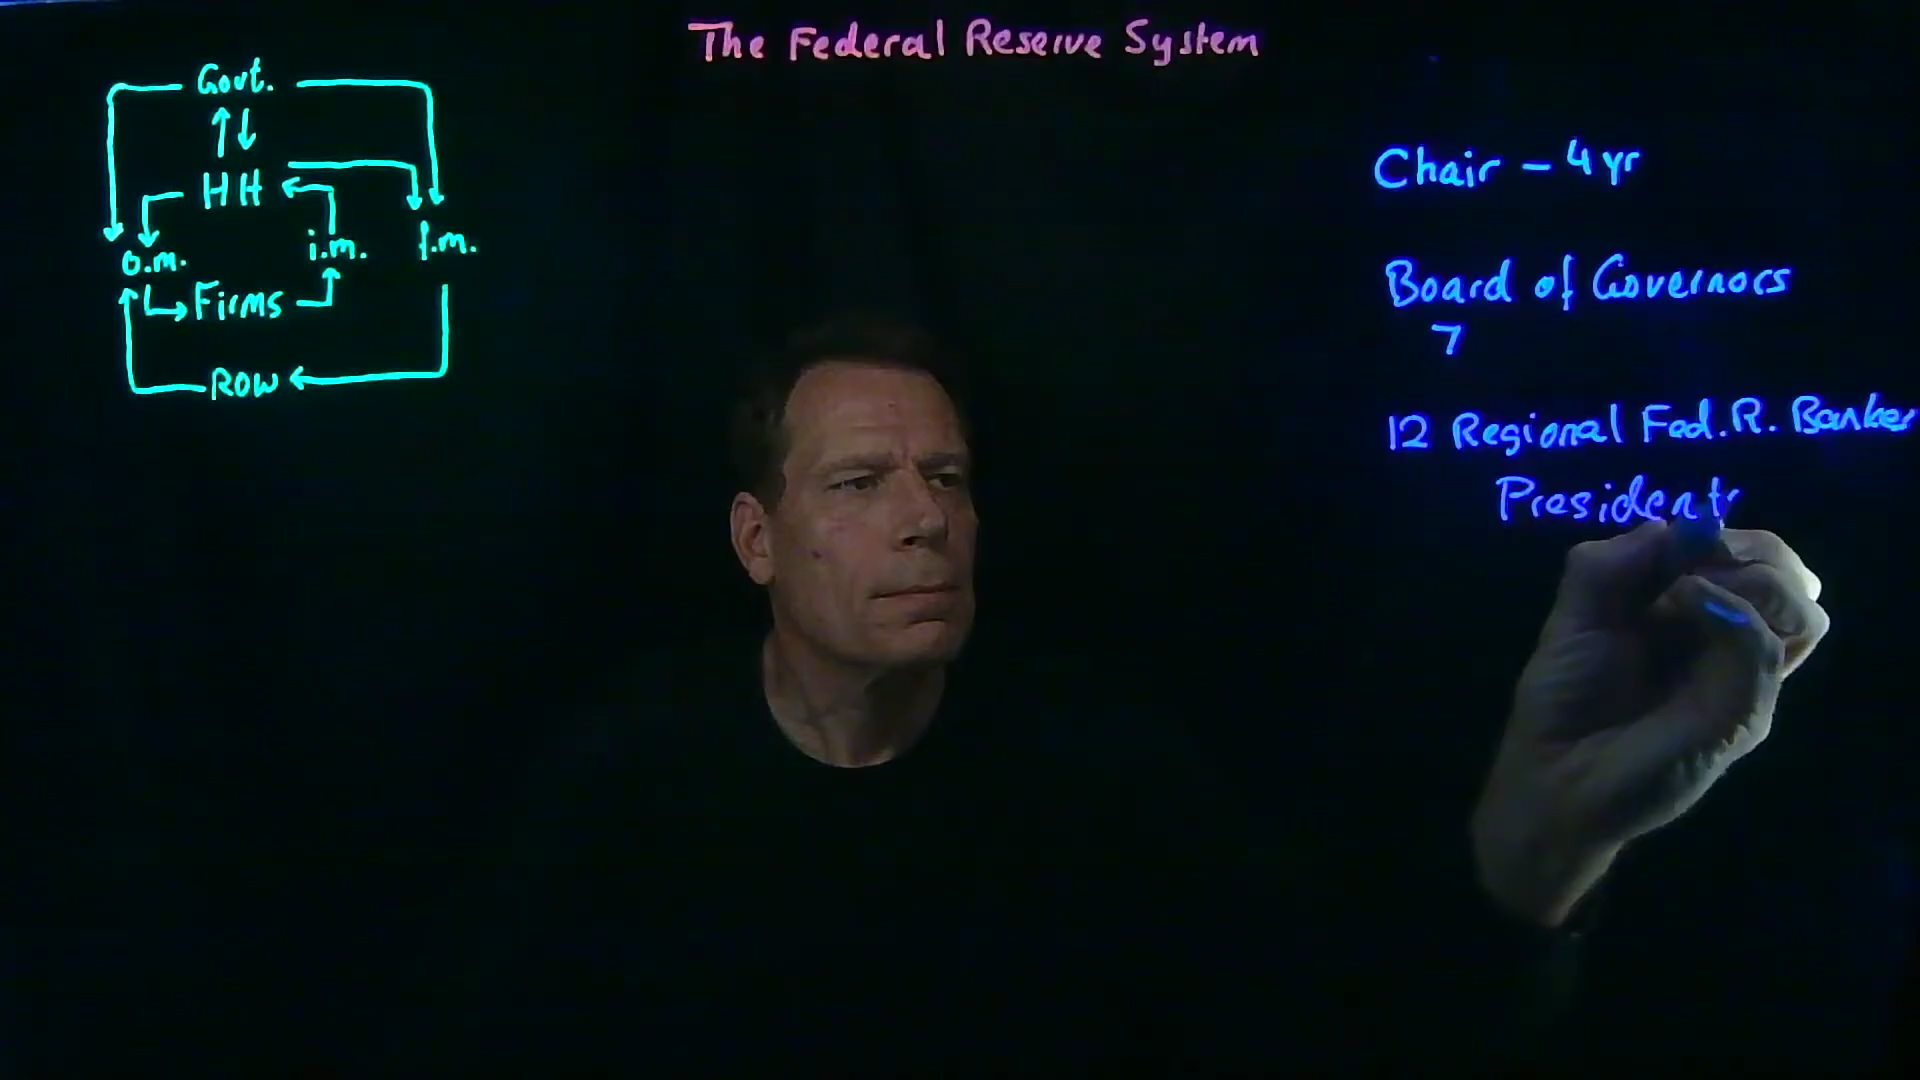 The Federal Reserve System
Govt.
HH
o.m.
i.m.
f.m.
Firms
ROW
Chair - 4 yr
Board of Governors
7
12 Regional Fed. R. Banker
Presidents